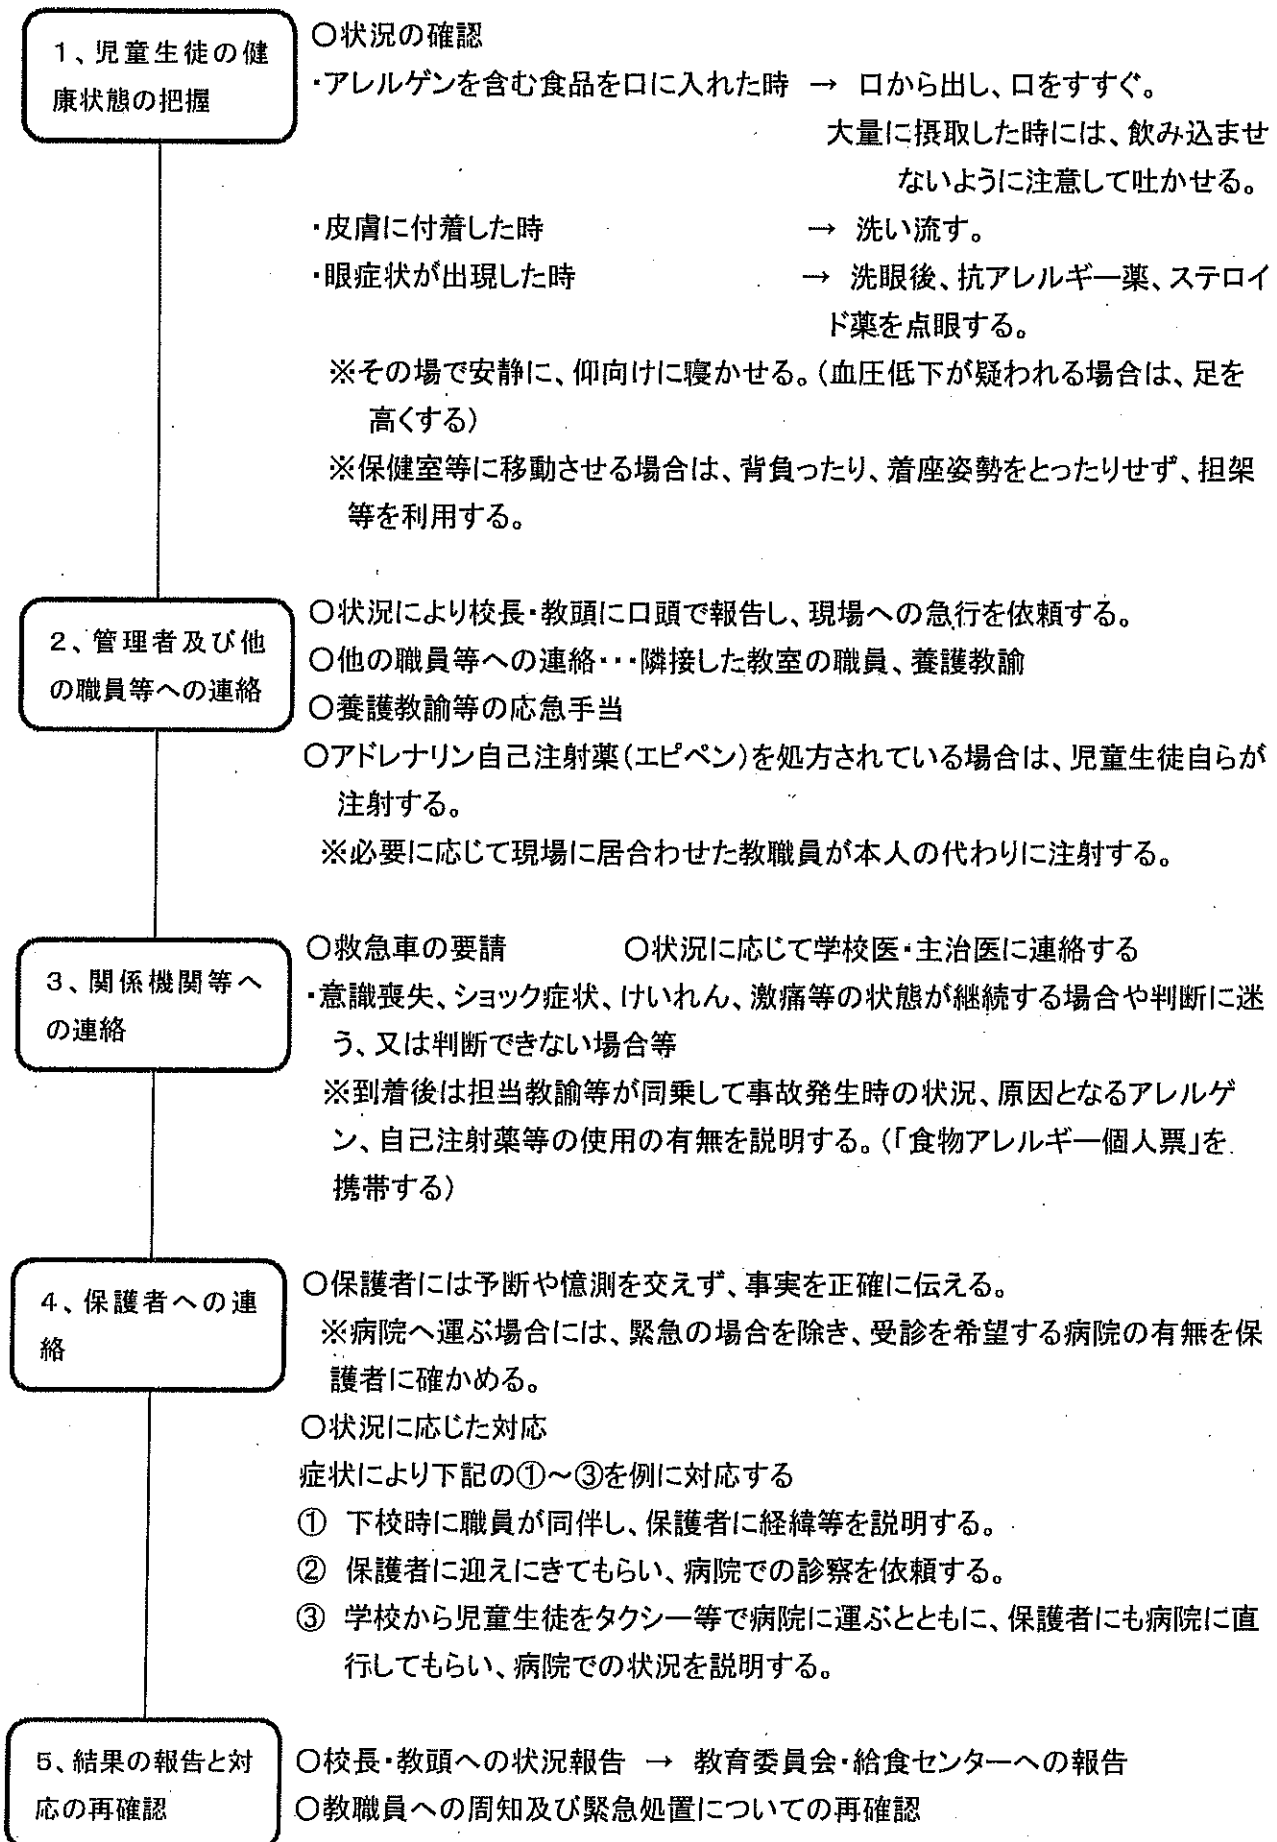 1、児童生徒の健
康状態の把握
○状況の確認
・アレルゲンを含む食品を口に入れた時 → 口から出し、口をすすぐ。
大量に摂取した時には、飲み込ませ
ないように注意して吐かせる。
・皮膚に付着した時 → 洗い流す。
・眼症状が出現した時 → 洗眼後、抗アレルギー薬、ステロイ
ド薬を点眼する。
※その場で安静に、仰向けに寝かせる。(血圧低下が疑われる場合は、足を
高くする)
※保健室等に移動させる場合は、背負ったり、着座姿勢をとったりせず、担架
等を利用する。
2、管理者及び他
の職員等への連絡
○状況により校長・教頭に口頭で報告し、現場への急行を依頼する。
○他の職員等への連絡・・・隣接した教室の職員、養護教諭
○養護教諭等の応急手当
○アドレナリン自己注射薬(エピペン)を処方されている場合は、児童生徒自らが
注射する。
※必要に応じて現場に居合わせた教職員が本人の代わりに注射する。
3、関係機関等へ
の連絡
○救急車の要請 ○状況に応じて学校医・主治医に連絡する
・意識喪失、ショック症状、けいれん、激痛等の状態が継続する場合や判断に迷
う、又は判断できない場合等
※到着後は担当教諭等が同乗して事故発生時の状況、原因となるアレルゲ
ン、自己注射薬等の使用の有無を説明する。(「食物アレルギー個人票」を
携帯する)
4、保護者への連
絡
○保護者には予断や憶測を交えず、事実を正確に伝える。
※病院へ運ぶ場合には、緊急の場合を除き、受診を希望する病院の有無を保
護者に確かめる。
○状況に応じた対応
症状により下記の①~③を例に対応する
① 下校時に職員が同伴し、保護者に経緯等を説明する。
② 保護者に迎えにきてもらい、病院での診察を依頼する。
③ 学校から児童生徒をタクシー等で病院に運ぶとともに、保護者にも病院に直
行してもらい、病院での状況を説明する。
5、結果の報告と対
応の再確認
○校長・教頭への状況報告 → 教育委員会・給食センターへの報告
○教職員への周知及び緊急処置についての再確認